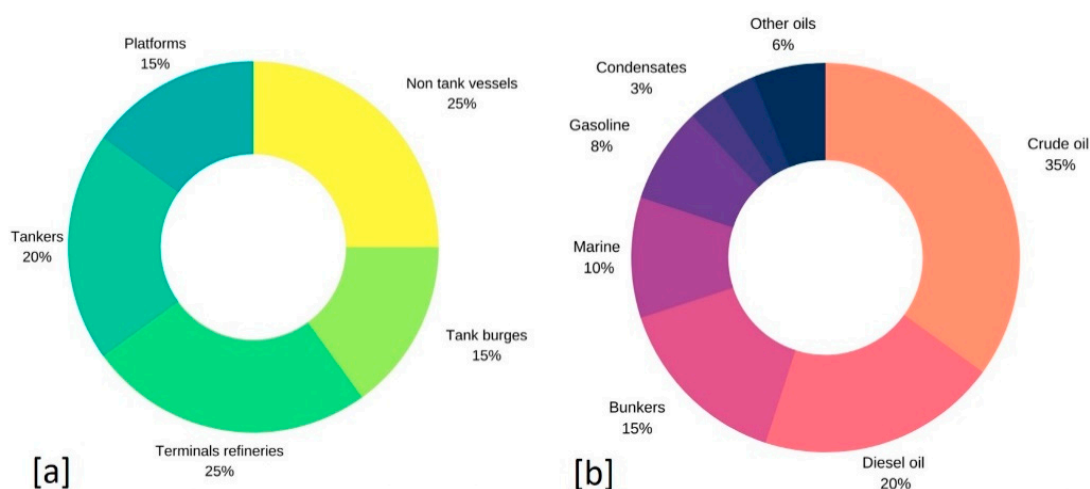 Platforms
15%
Non tank vessels
25%
Tankers
20%
Tank burges
15%
Terminals refineries
25%
[a]
Other oils
6%
Condensates
3%
Gasoline
8%
Crude oil
35%
Marine
10%
Bunkers
15%
Diesel oil
20%
[b]